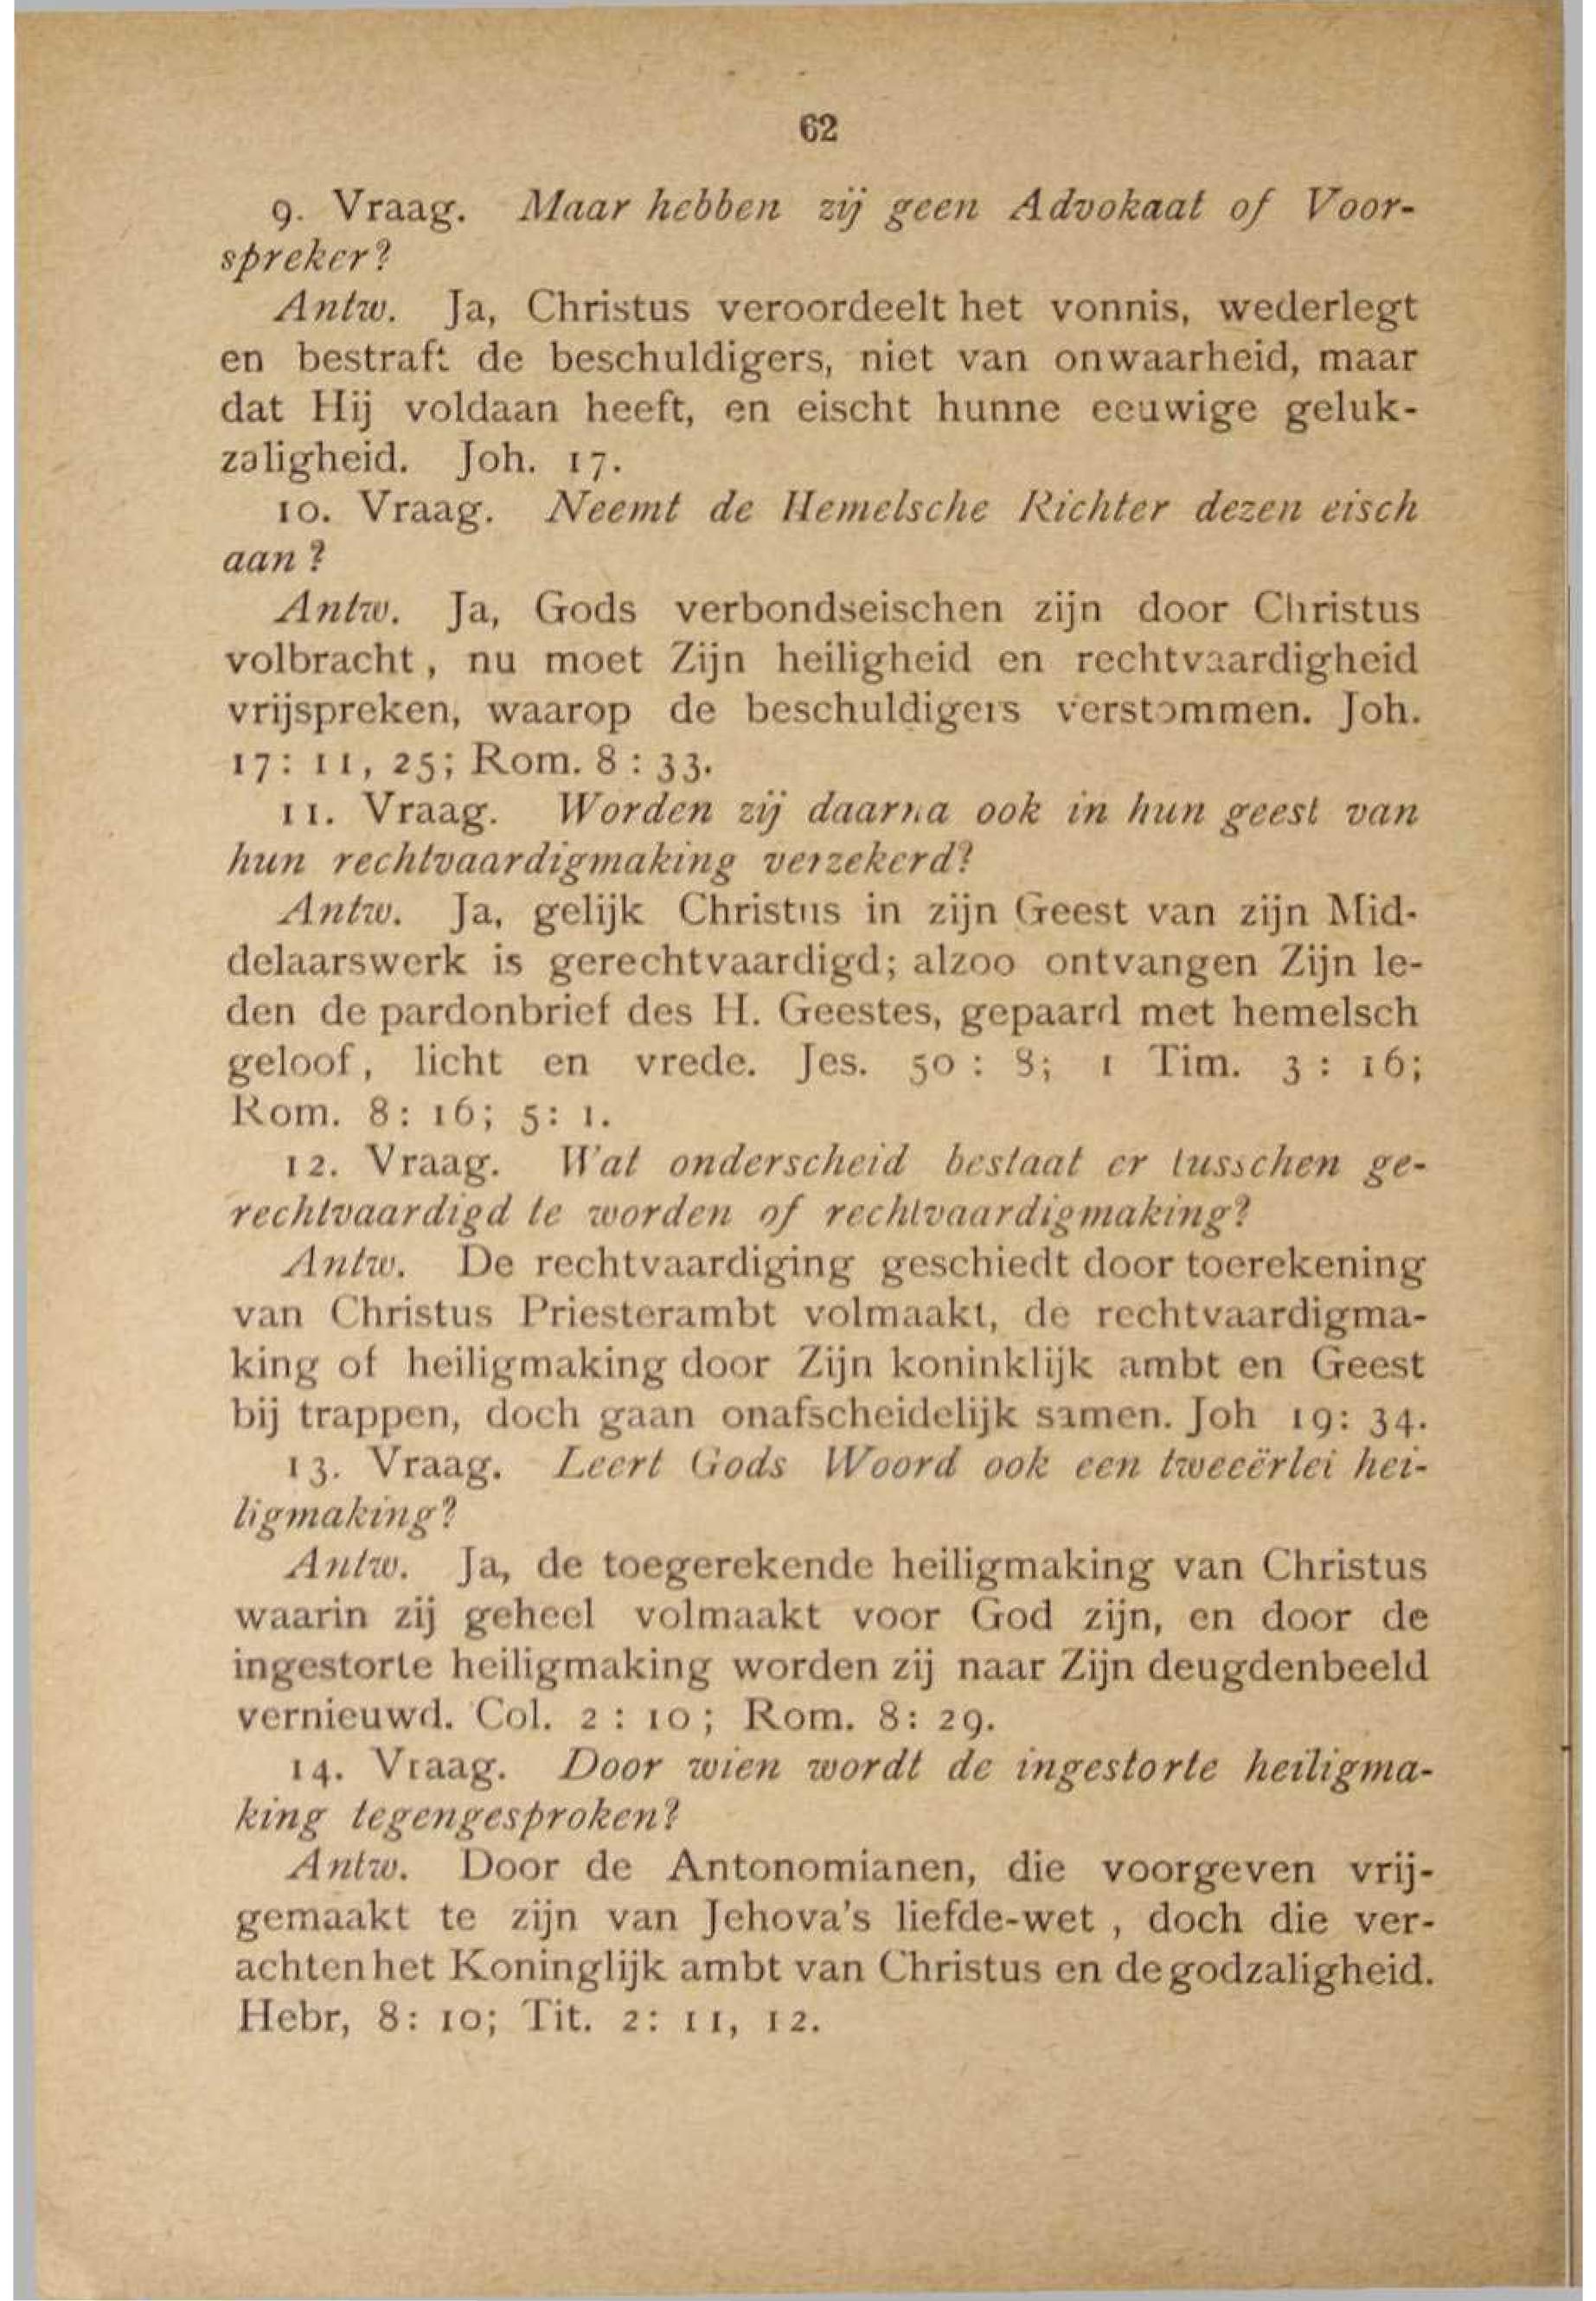 62
9. Vraag. Maar hebben zij geen Advokaat of Voor-
spreker?
Antw. Ja, Christus veroordeelt het vonnis, wederlegt
en bestraft de beschuldigers, niet van onwaarheid, maar
dat Hij voldaan heeft, en eischt hunne eeuwige geluk-
zaligheid. Joh. 17.
10. Vraag. Neemt de Hemelsche Richter dezen eisch
aan?
Antw. Ja, Gods verbondseischen zijn door Christus
volbracht, nu moet Zijn heiligheid en rechtvaardigheid
vrijspreken, waarop de beschuldigers verstommen. Joh.
17: 11, 25; Rom. 8 : 33.
11. Vraag. Worden zij daarna ook in hun geest van
hun rechtvaardigmaking verzekerd?
Antw. Ja, gelijk Christus in zijn Geest van zijn Mid-
delaarswerk is gerechtvaardigd; alzoo ontvangen Zijn le-
den de pardonbrief des H. Geestes, gepaard met hemelsch
geloof, licht en vrede. Jes. 50 : 8; 1 Tim. 3 : 16;
Rom. 8: 16; 5: 1.
12. Vraag. Wat onderscheid bestaat er tusschen ge-
rechtvaardigd te worden of rechtvaardigmaking?
Antw. De rechtvaardiging geschiedt door toerekening
van Christus Priesterambt volmaakt, de rechtvaardigma-
king of heiligmaking door Zijn koninklijk ambt en Geest
bij trappen, doch gaan onafscheidelijk samen. Joh 19: 34.
13. Vraag. Leert Gods Woord ook een tweeërlei hei-
ligmaking?
Antw. Ja, de toegerekende heiligmaking van Christus
waarin zij geheel volmaakt voor God zijn, en door de
ingestorte heiligmaking worden zij naar Zijn deugdenbeeld
vernieuwd. Col. 2 : 10; Rom. 8: 29.
14. Vraag. Door wien wordt de ingestorte heiligma-
king tegengesproken?
Antw. Door de Antonomianen, die voorgeven vrij-
gemaakt te zijn van Jehova's liefde-wet, doch die ver-
achten het Koninglijk ambt van Christus en de godzaligheid.
Hebr, 8: 10; Tit. 2: 11, 12.